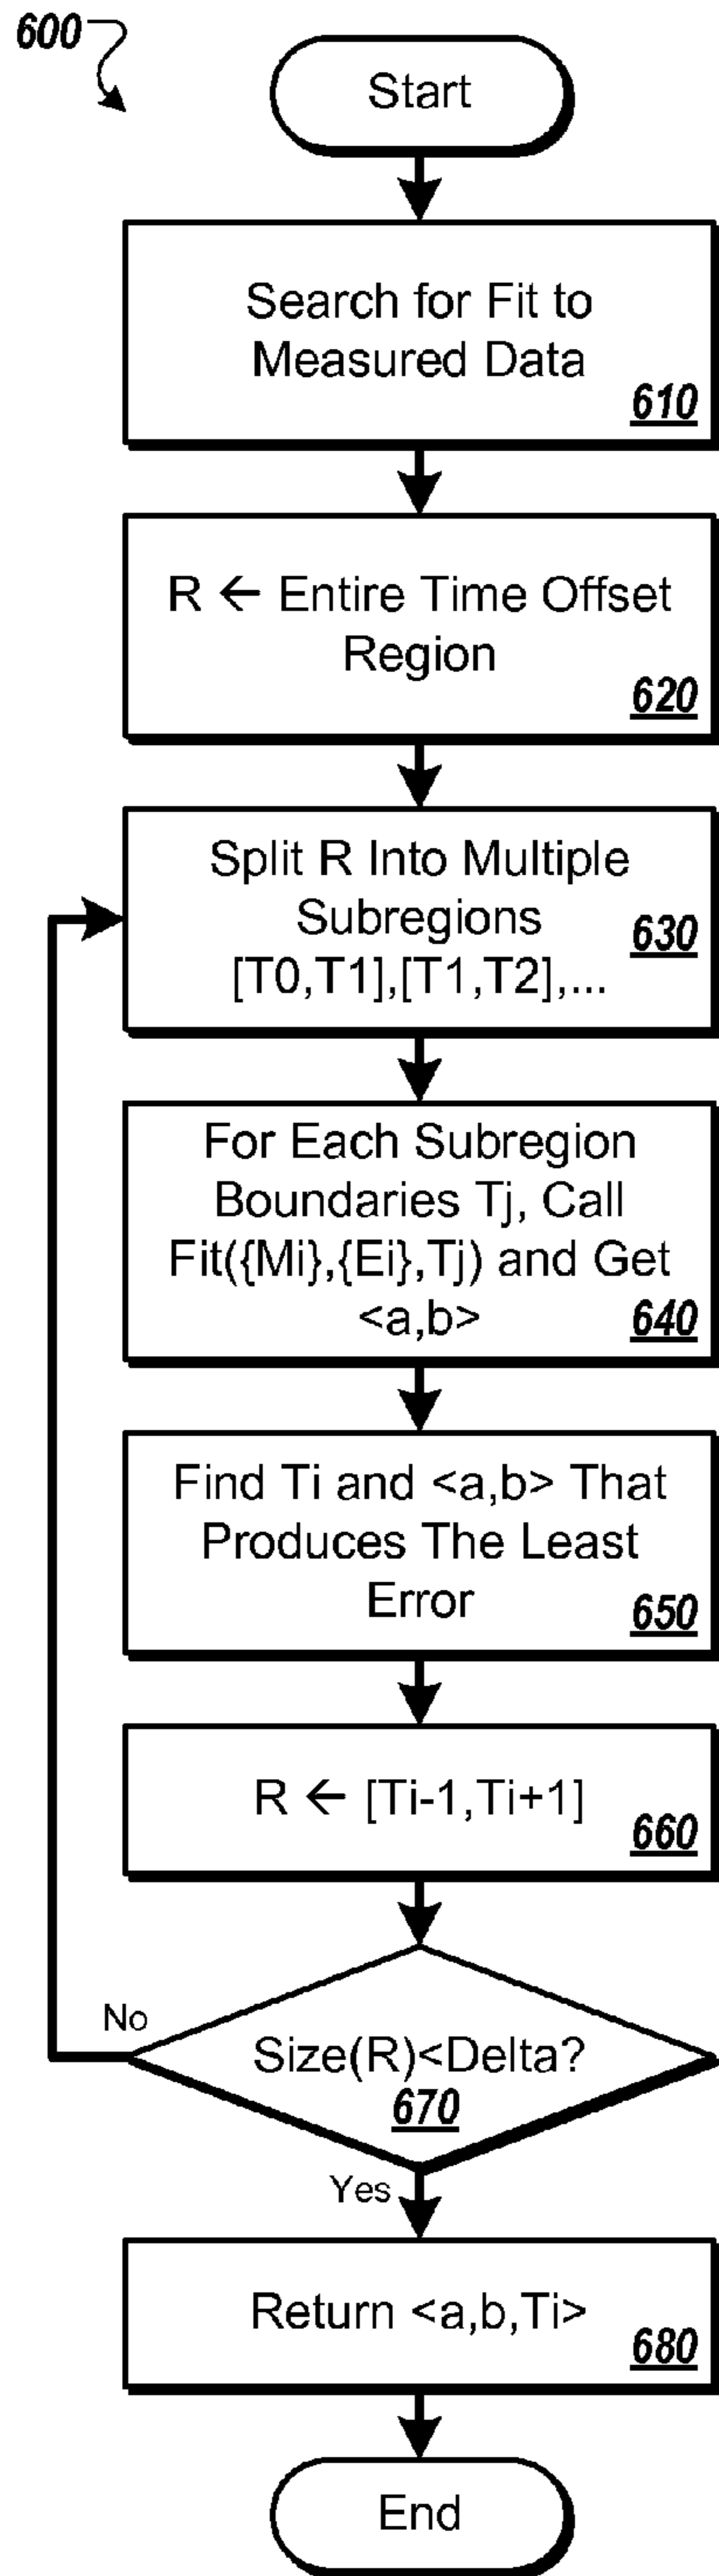 600
Start
Search for Fit to
Measured Data
610
R ← Entire Time Offset
Region
620
Split R Into Multiple
Subregions
[T0,T1],[T1,T2],...
630
For Each Subregion
Boundaries Tj, Call
Fit({Mi},{Ei},Tj) and Get
<a,b>
640
Find Ti and <a,b> That
Produces The Least
Error
650
R ← [Ti-1,Ti+1]
660
Size(R)<Delta?
670
No
Yes
Return <a,b,Ti>
680
End